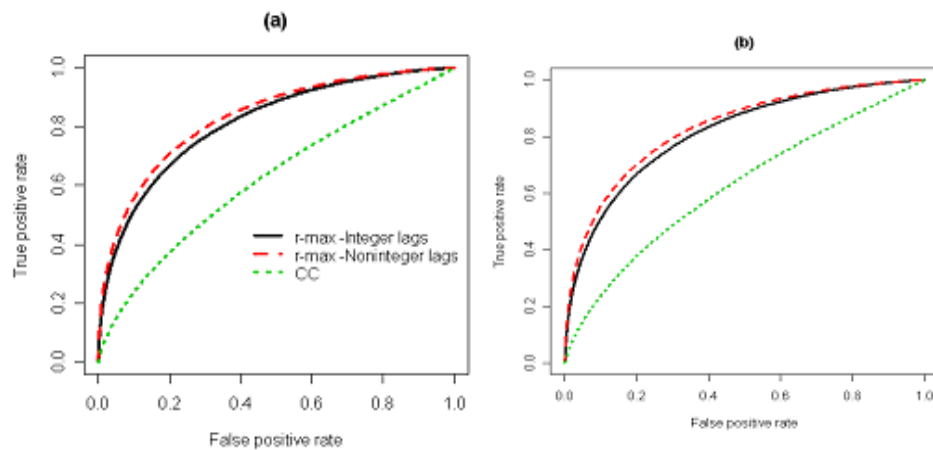 (a)
1.0
0.8
0.6
0.4
0.2
0.0
True positive rate
r-max -Integer lags
r-max -Noninteger lags
CC
0.0 0.2 0.4 0.6 0.8 1.0
False positive rate
(b)
1.0
0.8
0.6
0.4
0.2
0.0
True positive rate
0.0 0.2 0.4 0.6 0.8 1.0
False positive rate